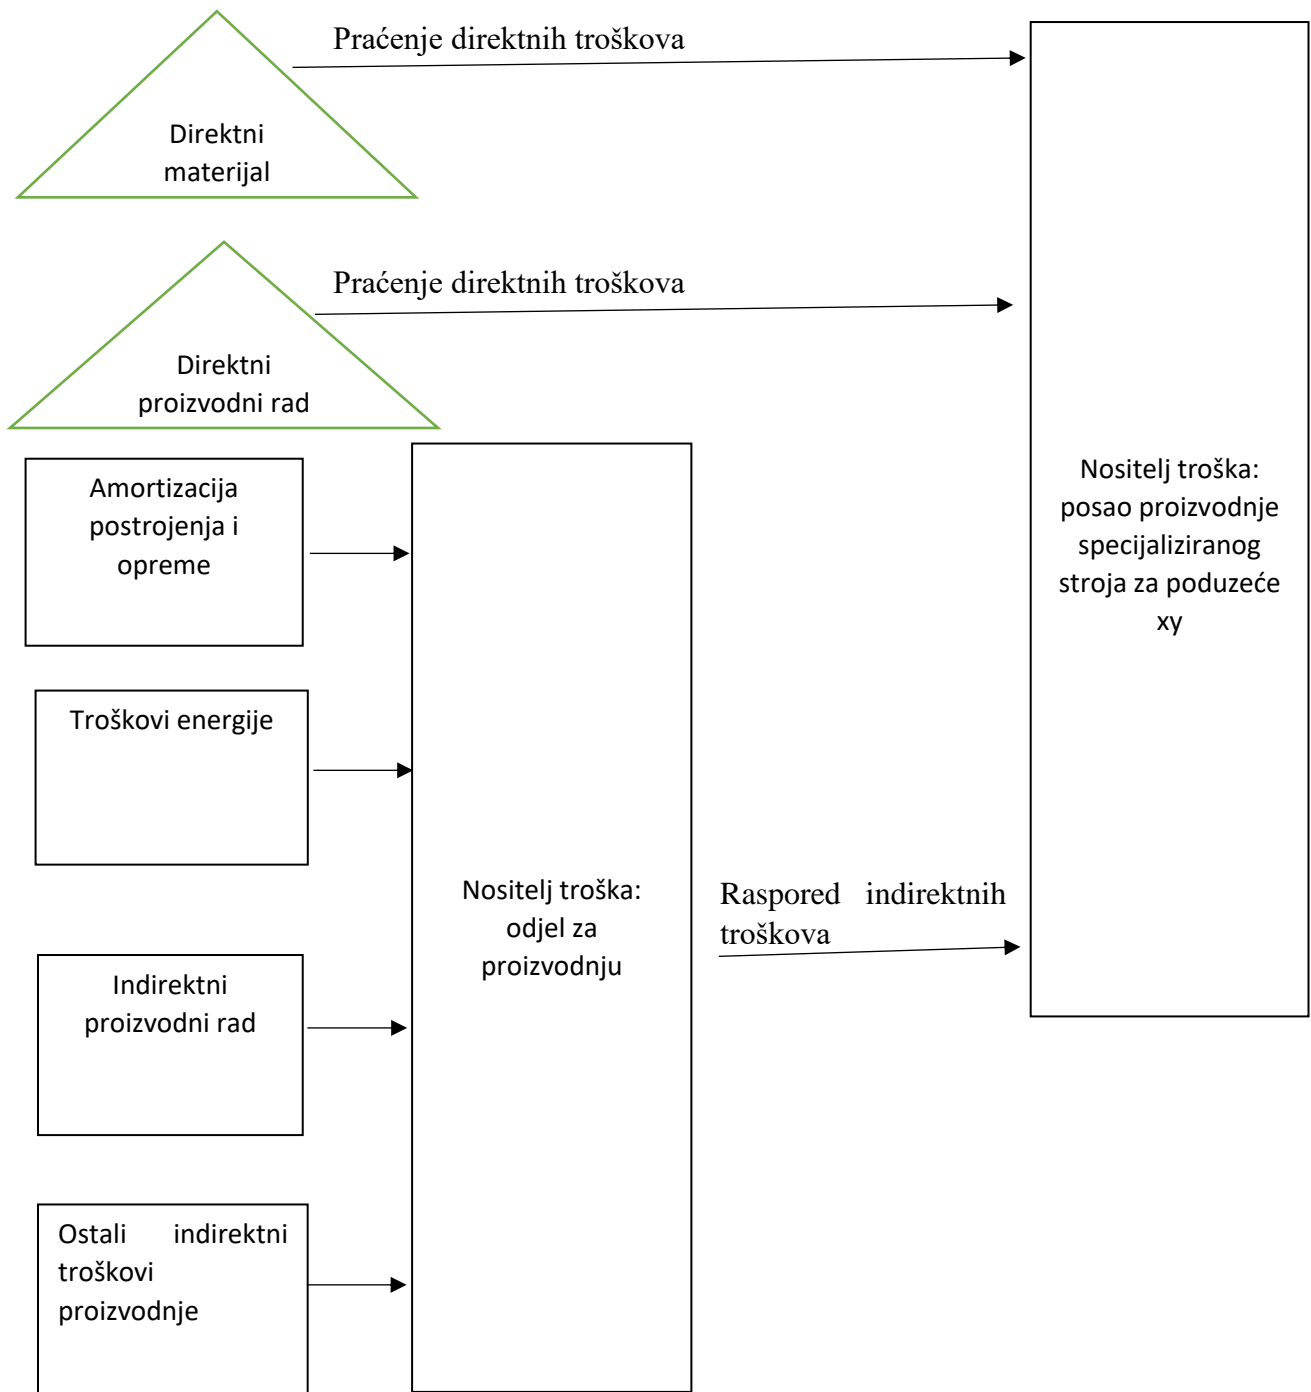 Praćenje direktnih troškova
Direktni
materijal
Praćenje direktnih troškova
Direktni
proizvodni rad
Amortizacija
postrojenja i
opreme
Troškovi energije
Indirektni
proizvodni rad
Ostali indirektni
troškovi
proizvodnje
Nositelj troška:
odjel za
proizvodnju
Raspored indirektnih
troškova
Nositelj troška:
posao proizvodnje
specijaliziranog
stroja za poduzeće
xy